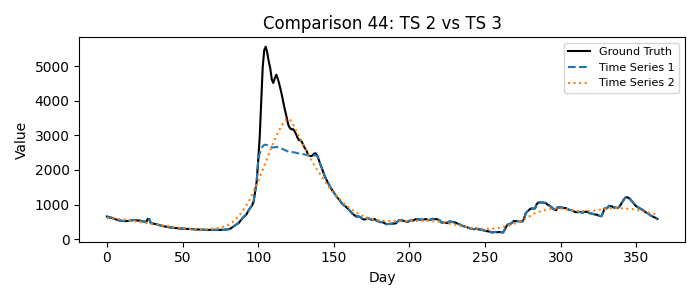 Comparison 44: TS 2 vs TS 3
Ground Truth
Time Series 1
Time Series 2
Value
5000
4000
3000
2000
1000
0
0 50 100 150 200 250 300 350
Day